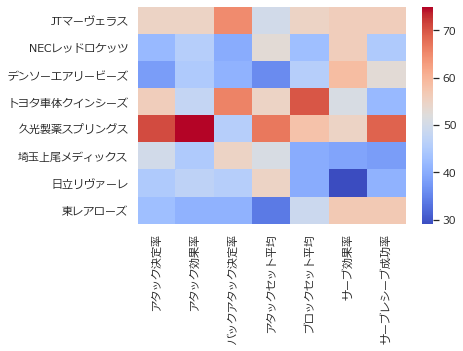 JTマーヴェラス
NECレッドロケッツ
デンソーエアリービーズ
トヨタ車体クインシーズ
久光製薬スプリングス
埼玉上尾メディックス
日立リヴァーレ
東レアローズ
アタック決定率
アタック効果率
バックアタック決定率
アタックセット平均
ブロックセット平均
サーブ効果率
サーブレシーブ成功率
70
60
50
40
30